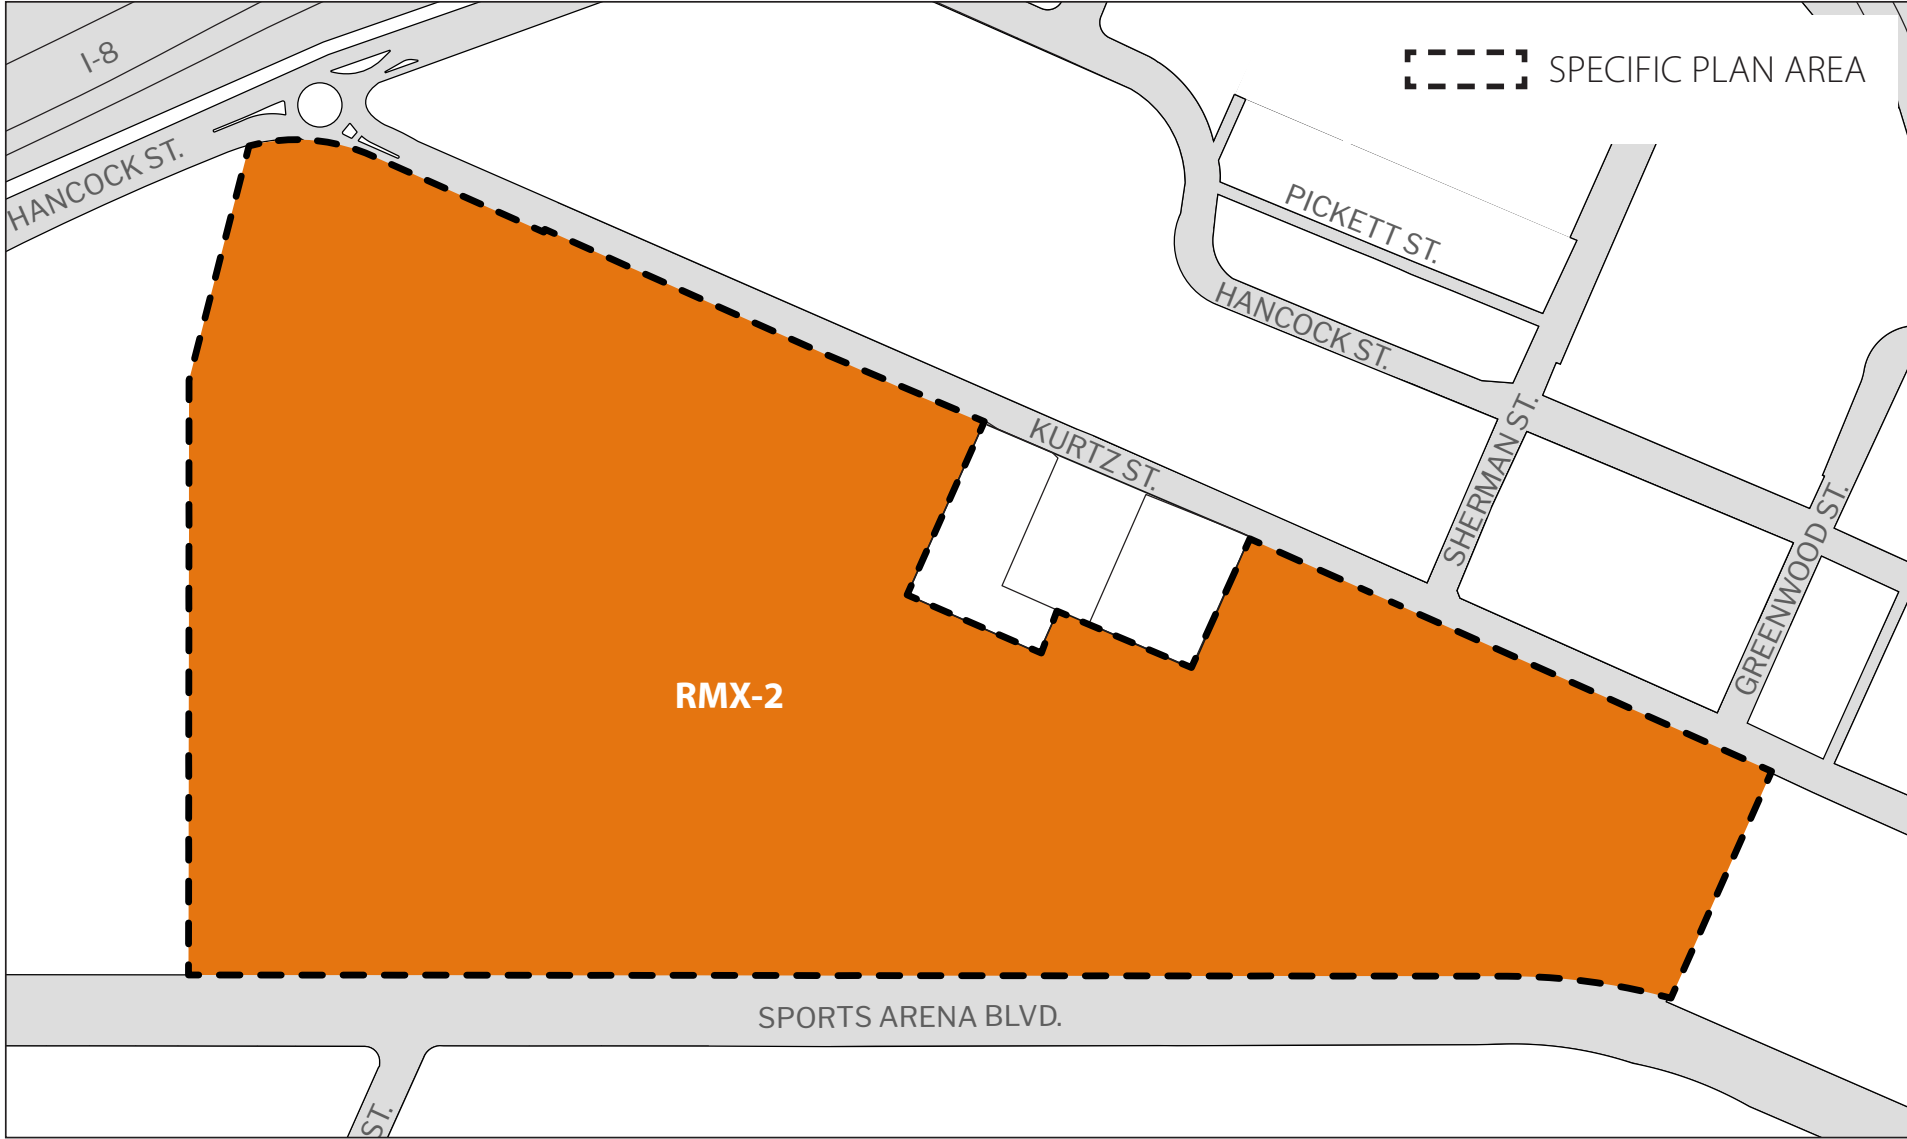 I-8
SPECIFIC PLAN AREA
HANCOCK ST.
PICKETT ST.
HANCOCK ST.
KURTZ ST.
SHERMAN ST.
GREENWOOD ST.
RMX-2
SPORTS ARENA BLVD.
ST.